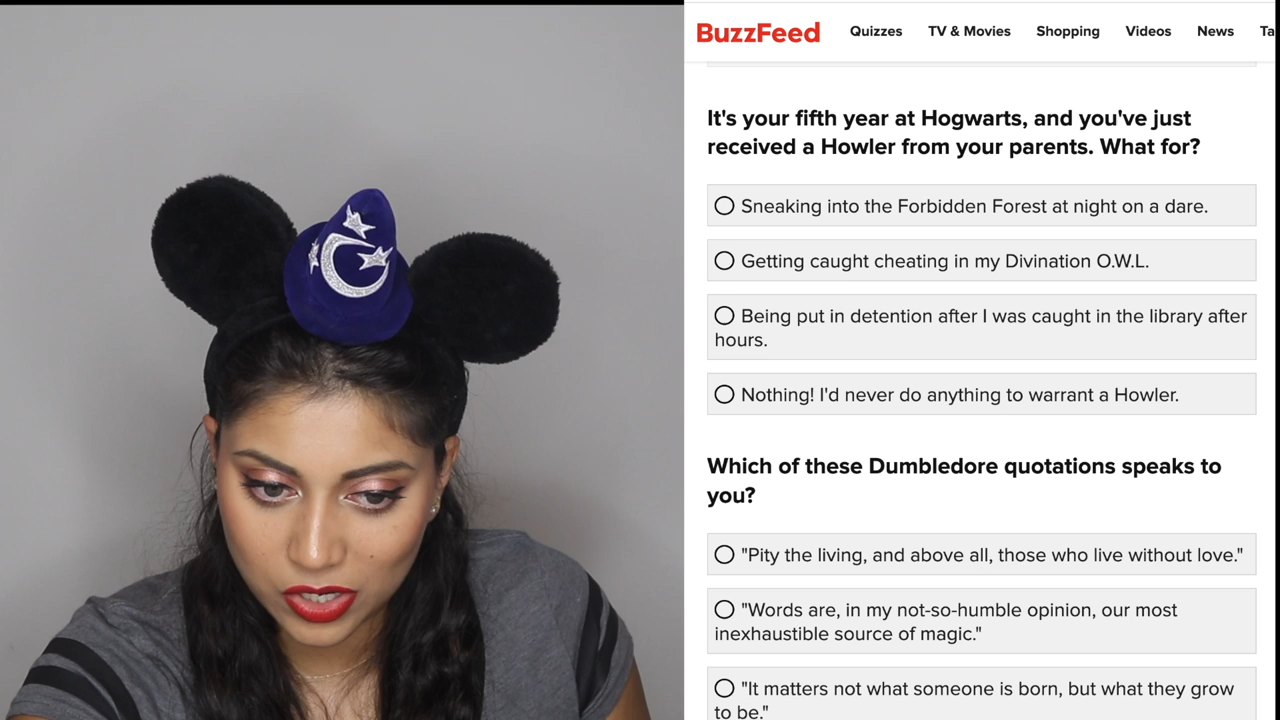 BuzzFeed Quizzes TV & Movies Shopping Videos News Ta
It's your fifth year at Hogwarts, and you've just
received a Howler from your parents. What for?
Sneaking into the Forbidden Forest at night on a dare.
Getting caught cheating in my Divination O.W.L.
Being put in detention after I was caught in the library after
hours.
Nothing! I'd never do anything to warrant a Howler.
Which of these Dumbledore quotations speaks to
you?
"Pity the living, and above all, those who live without love."
"Words are, in my not-so-humble opinion, our most
inexhaustible source of magic."
"It matters not what someone is born, but what they grow
to be."